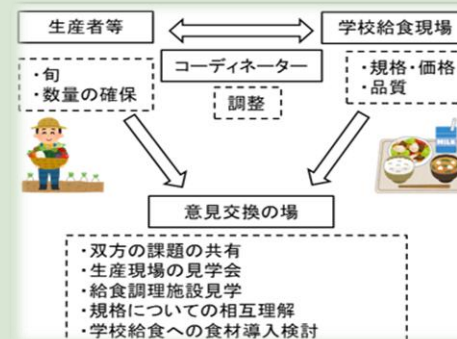 生産者等
学校給食現場
コーディネーター
・旬
・数量の確保
調整
・規格・価格
・品質
MILK
意見交換の場
・双方の課題の共有
・生産現場の見学会
・給食調理施設見学
・規格についての相互理解
・学校給食への食材導入検討